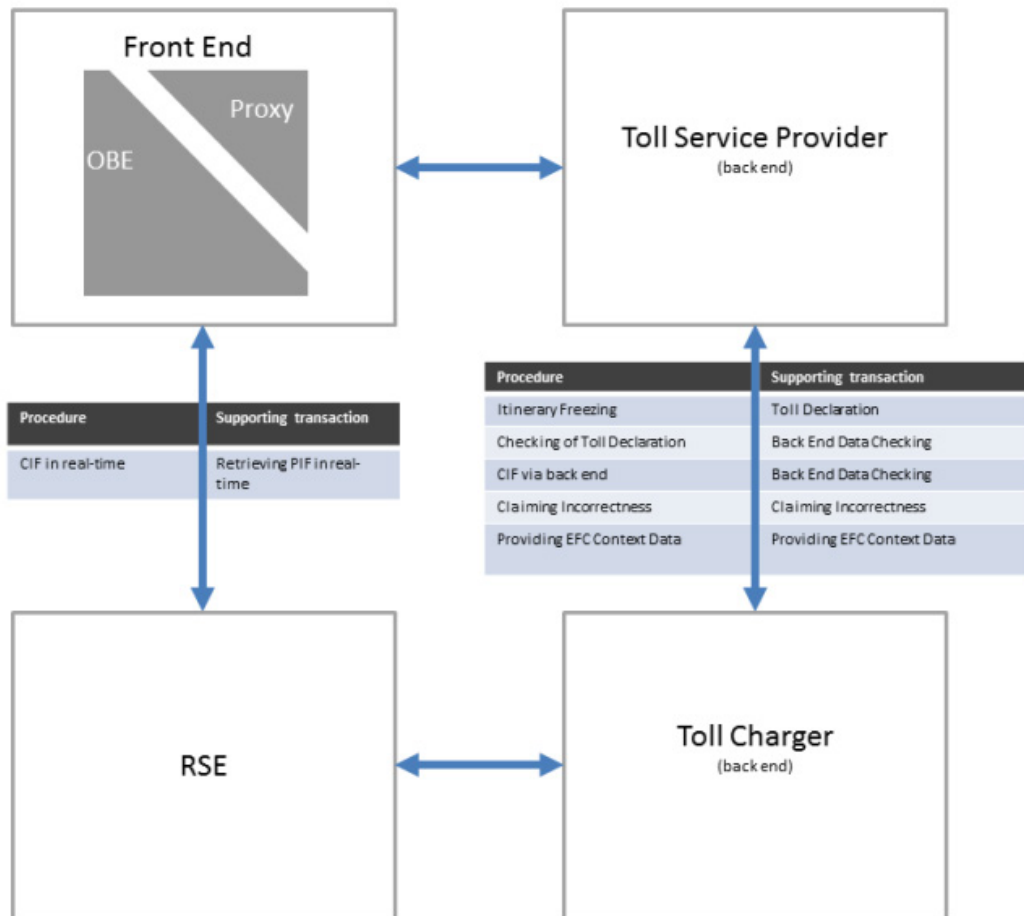 Front End
Proxy
OBE
Toll Service Provider
(back end)
Procedure Supporting transaction
CIF in real-time Retrieving PIF in real-
time
Procedure Supporting transaction
Itinerary Freezing Toll Declaration
Checking of Toll Declaration Back End Data Checking
CIF via back end Back End Data Checking
Claiming Incorrectness Claiming Incorrectness
Providing EFC Context Data Providing EFC Context Data
RSE
Toll Charger
(back end)